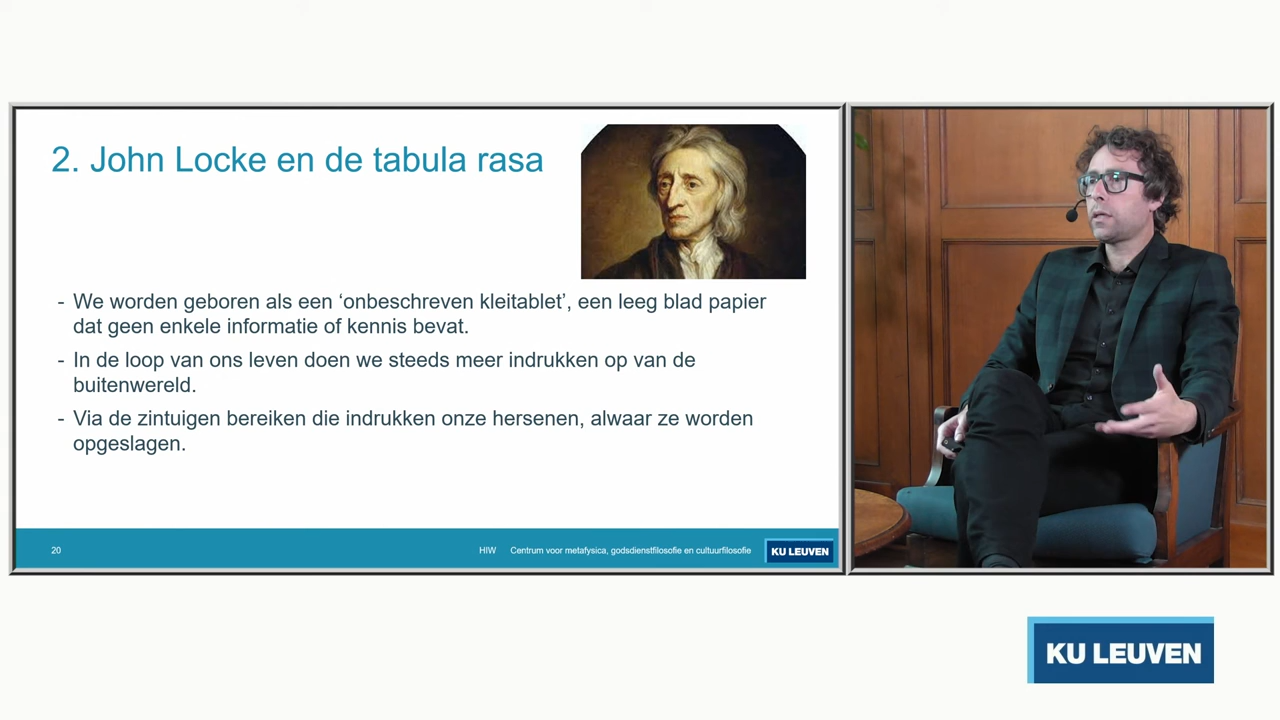 2. John Locke en de tabula rasa
- We worden geboren als een ‘onbeschreven kleitablet’, een leeg blad papier
dat geen enkele informatie of kennis bevat.
- In de loop van ons leven doen we steeds meer indrukken op van de
buitenwereld.
- Via de zintuigen bereiken die indrukken onze hersenen, alwaar ze worden
opgeslagen.
20
HIW Centrum voor metafysica, godsdienstfilosofie en cultuurfilosofie
KU LEUVEN
KU LEUVEN